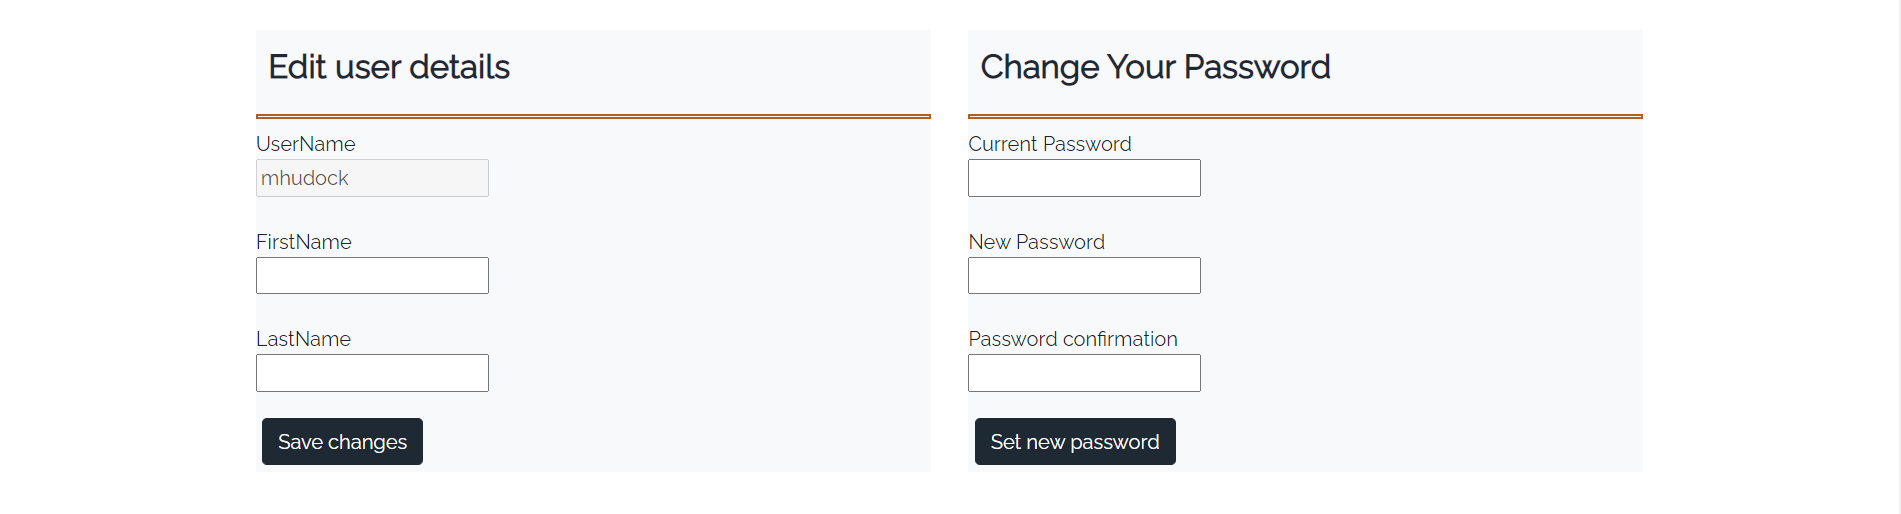 Edit user details
UserName
mhudock
FirstName
LastName
Save changes
Change Your Password
Current Password
New Password
Password confirmation
Set new password